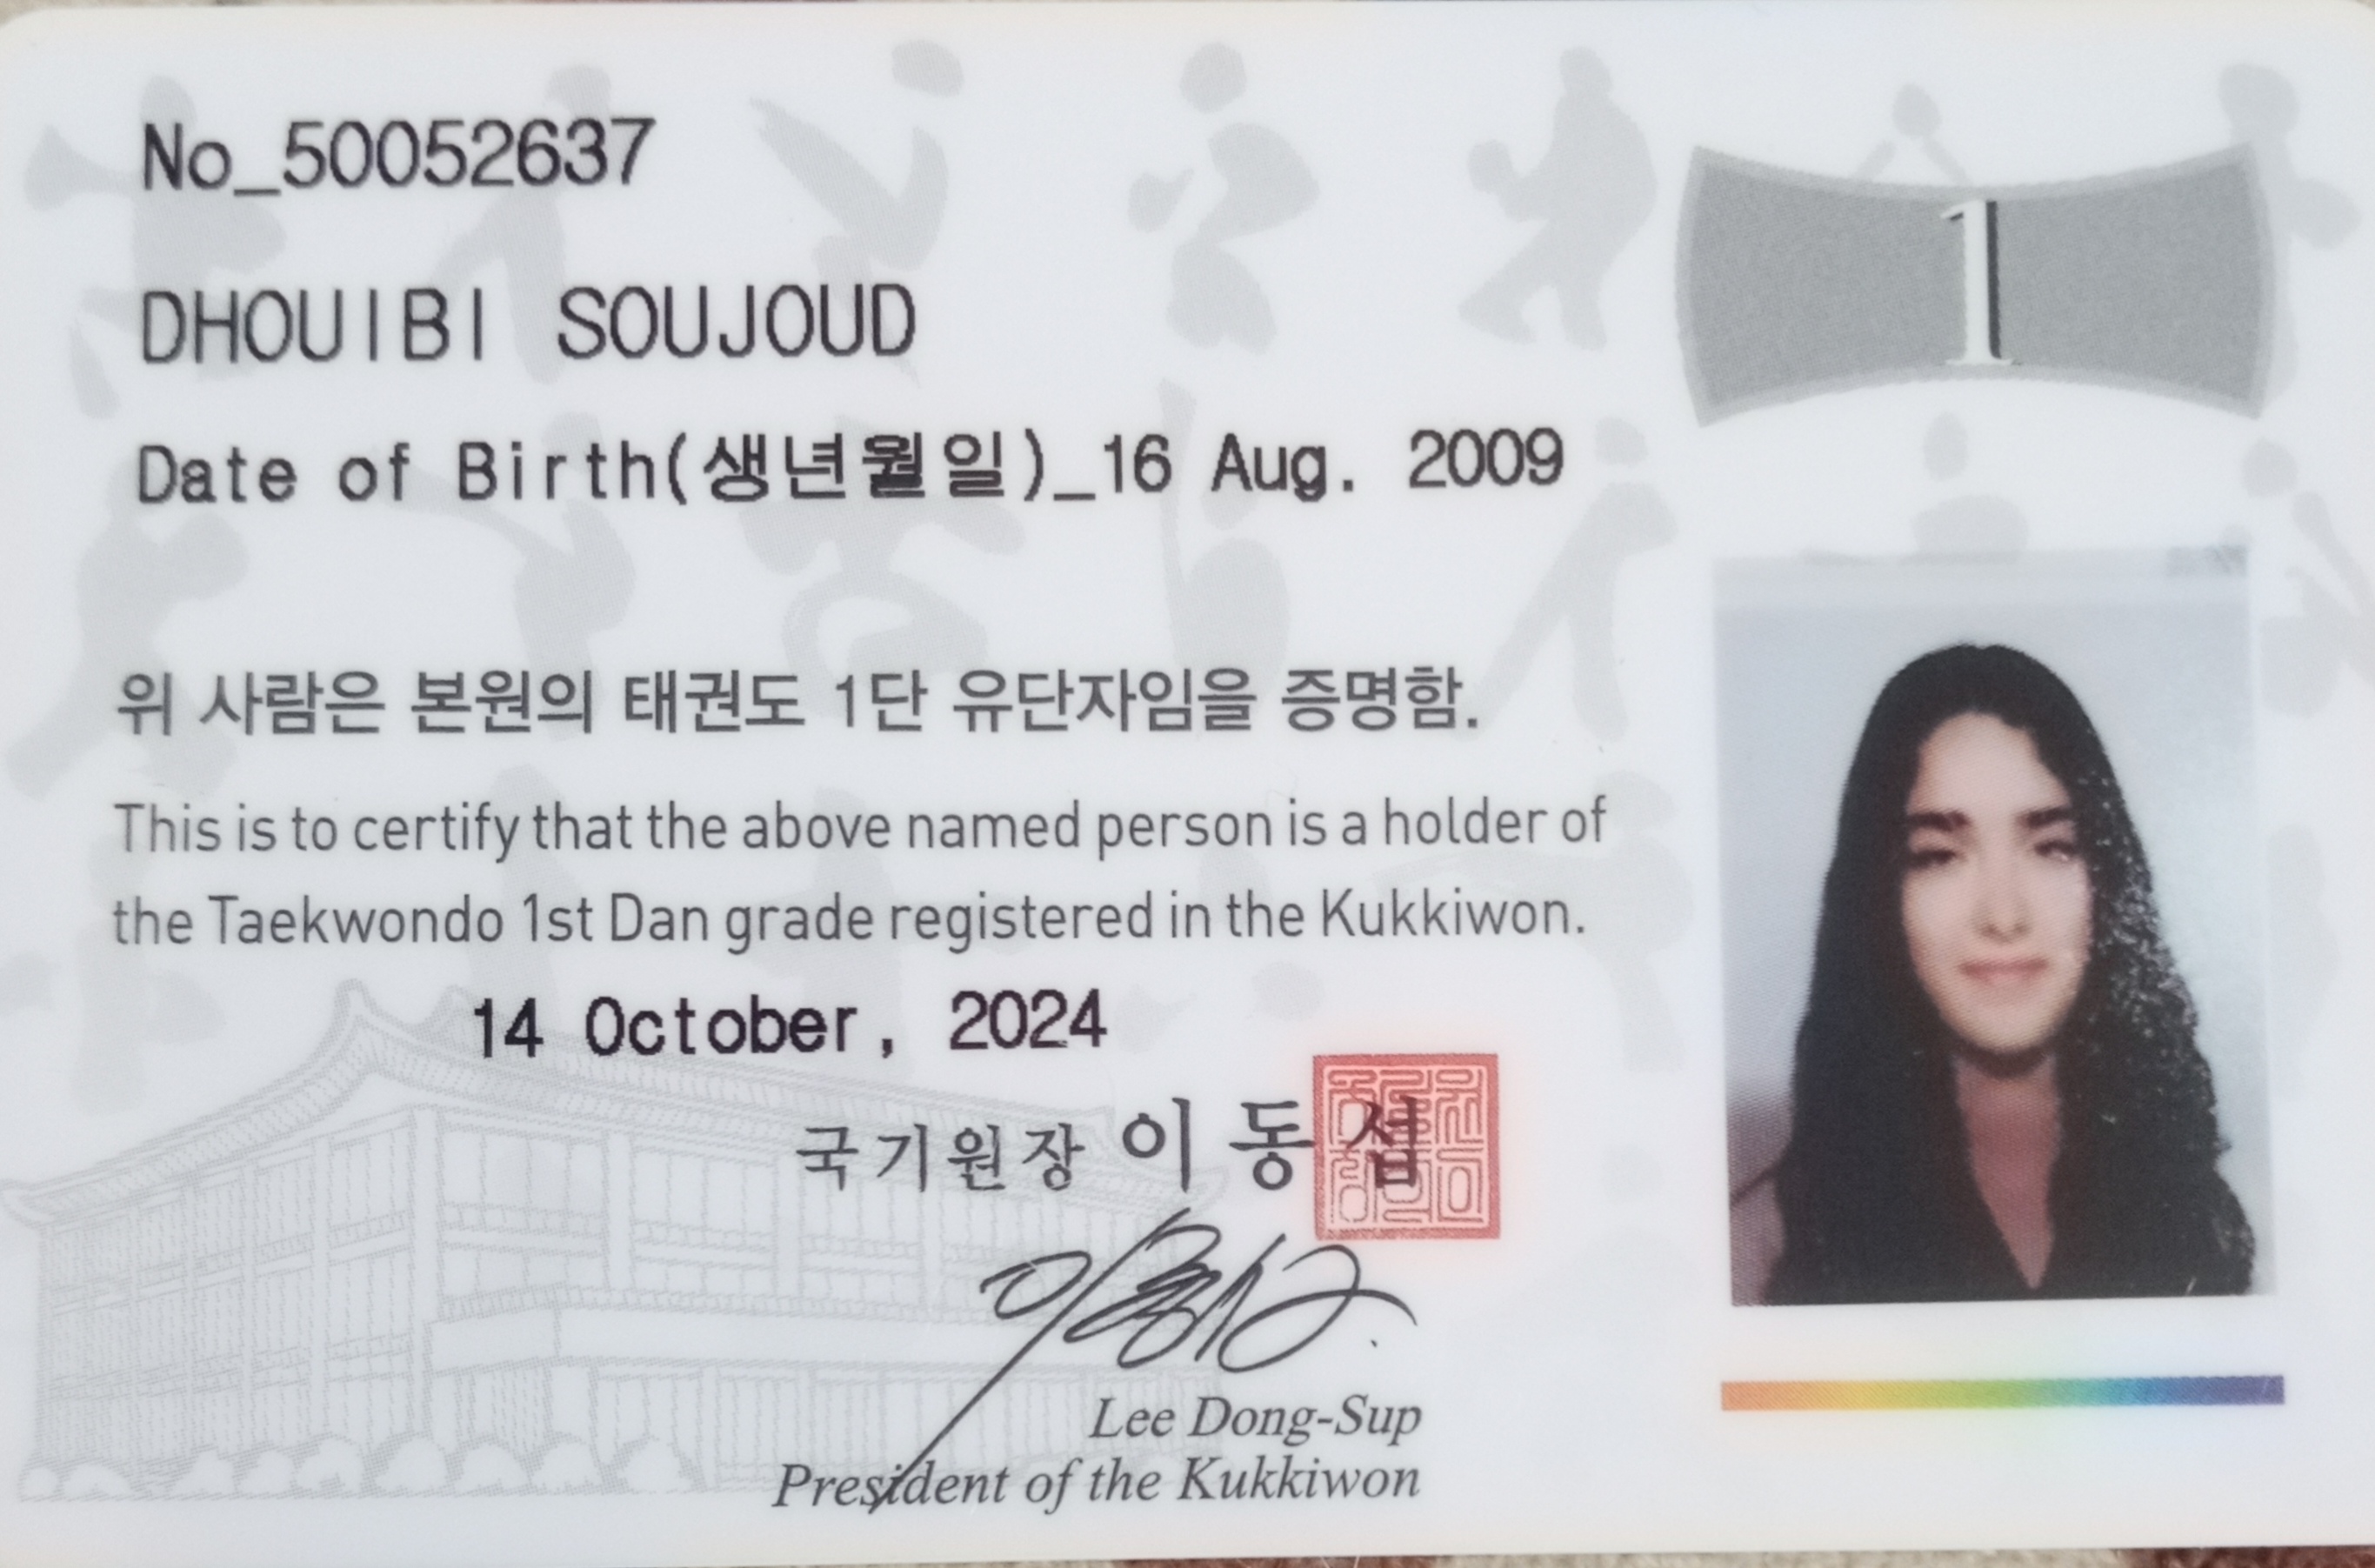 No_50052637
1
DHOUIBI SOUJOUD
Date of Birth(생년월일)_16 Aug. 2009
위 사람은 본원의 태권도 1단 유단자임을 증명함.
This is to certify that the above named person is a holder of
the Taekwondo 1st Dan grade registered in the Kukkiwon.
14 October, 2024
국기원장 이동섭
Lee Dong-Sup
President of the Kukkiwon